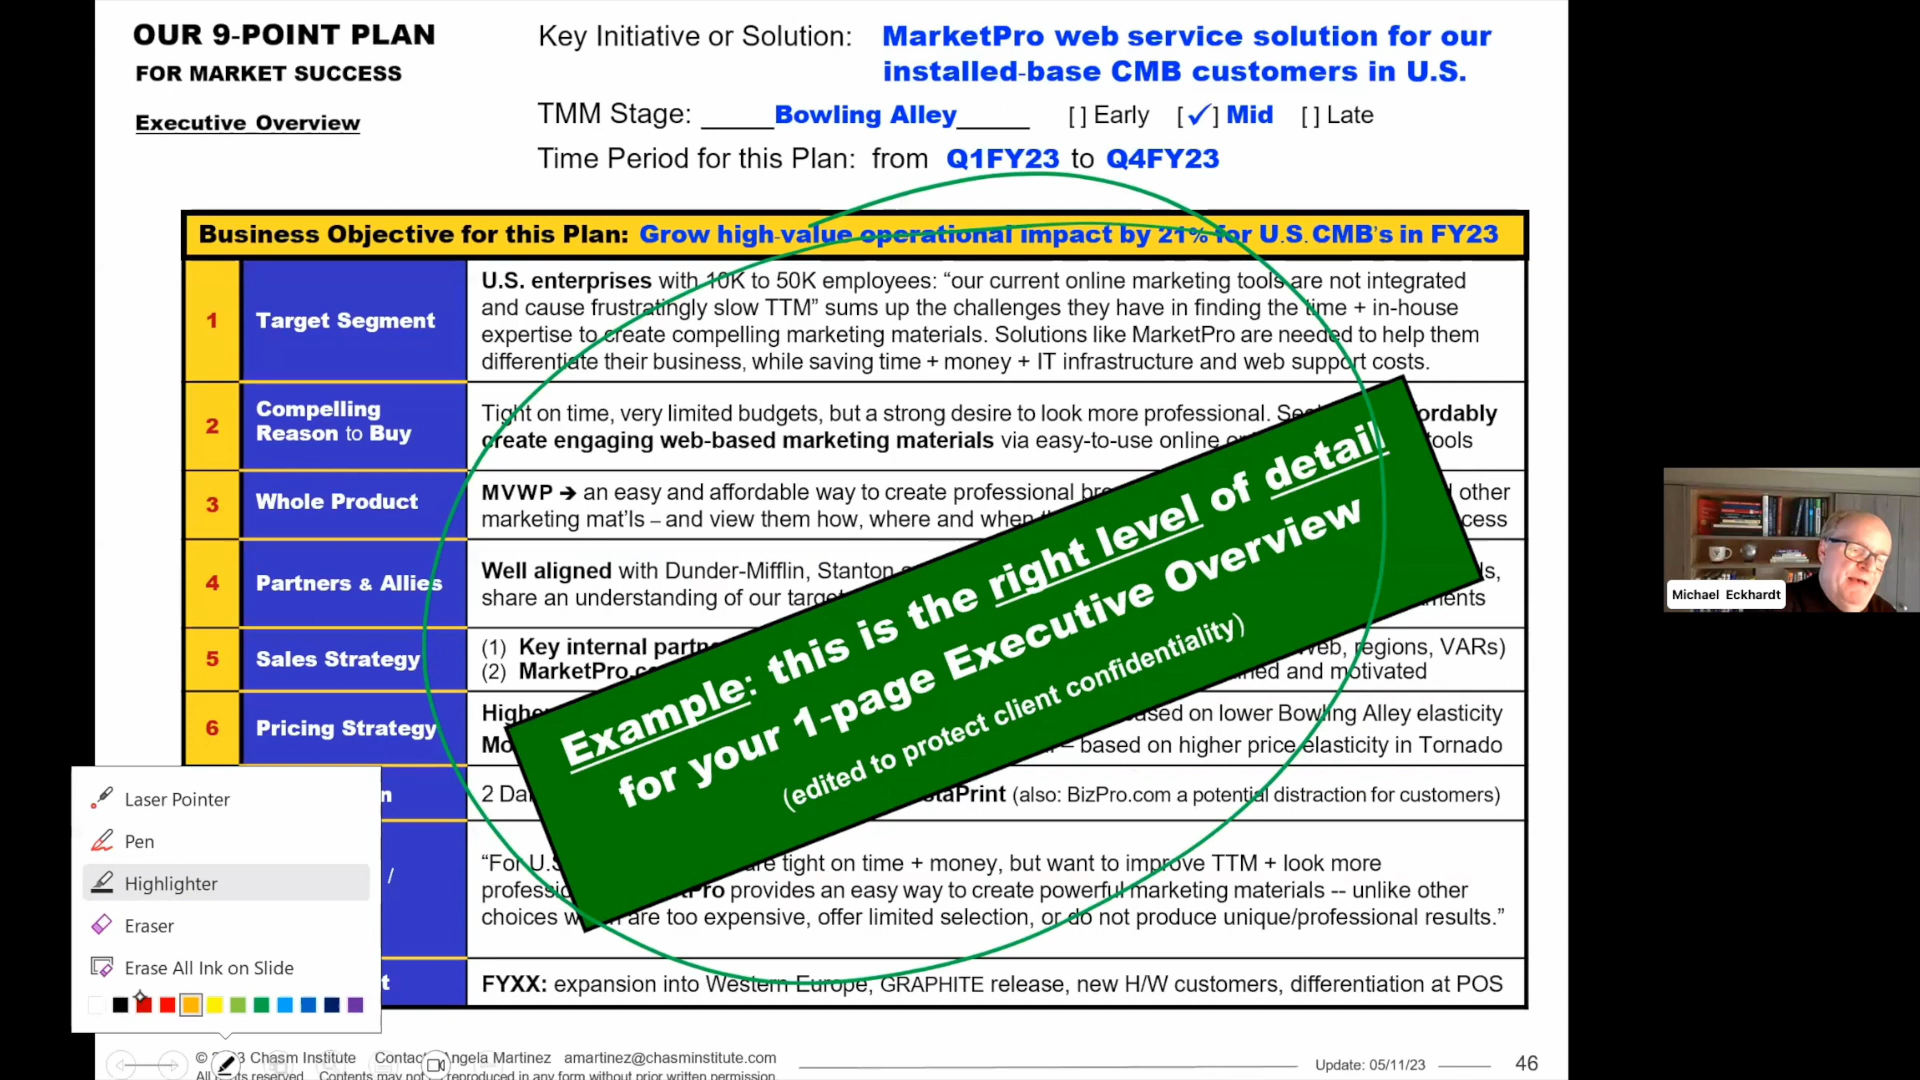 OUR 9-POINT PLAN
FOR MARKET SUCCESS
Executive Overview
Key Initiative or Solution: MarketPro web service solution for our
installed-base CMB customers in U.S.
TMM Stage: _____Bowling Alley_____ [ ] Early [✓] Mid [ ] Late
Time Period for this Plan: from Q1FY23 to Q4FY23
Business Objective for this Plan: Grow high-value operational impact by 21% for U.S. CMB's in FY23
1 Target Segment
U.S. enterprises with 10K to 50K employees: “our current online marketing tools are not integrated
and cause frustratingly slow TTM” sums up the challenges they have in finding the time + in-house
expertise to create compelling marketing materials. Solutions like MarketPro are needed to help them
differentiate their business, while saving time + money + IT infrastructure and web support costs.
2 Compelling
Reason to Buy
Tight on time, very limited budgets, but a strong desire to look more professional.
create engaging web-based marketing materials via easy-to-use online tools
3 Whole Product
MVWP ➔ an easy and affordable way to create professional other
marketing mat'ls – and view them how, where and when
4 Partners & Allies
Well aligned with Dunder-Mifflin, Stanton
share an understanding of our
5 Sales Strategy
(1) Key internal regions, VARs)
(2) and motivated
6 Pricing Strategy
based on lower Bowling Alley elasticity
– based on higher price elasticity in Tornado
2 (also: BizPro.com a potential distraction for customers)
/
“For are tight on time + money, but want to improve TTM + look more
provides an easy way to create powerful marketing materials -- unlike other
choices are too expensive, offer limited selection, or do not produce unique/professional results.”
FYXX: expansion into Western Europe, GRAPHITE release, new H/W customers, differentiation at POS
Example: this is the right level of detail
for your 1-page Executive Overview
(edited to protect client confidentiality)
Laser Pointer
Pen
Highlighter
Eraser
Erase All Ink on Slide
© Chasm Institute Angela Martinez amartinez@chasminstitute.com
reserved. Contents may not be reproduced in any form without prior written permission.
Update: 05/11/23
46
Michael Eckhardt